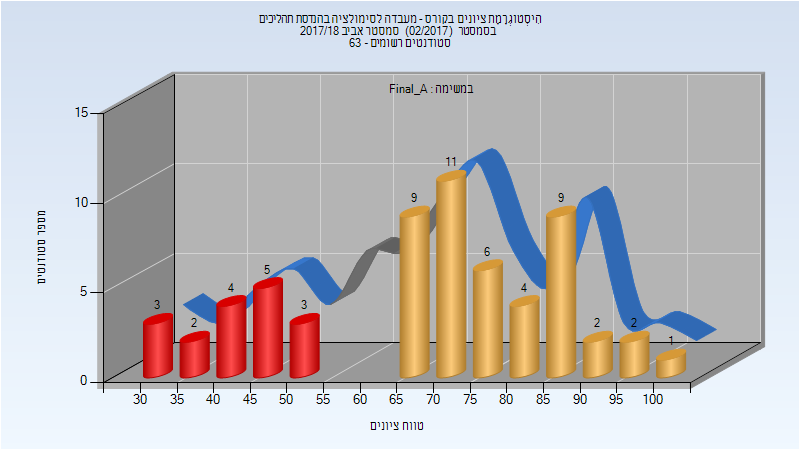 היסטוגרמת ציונים בקורס - מעבדה לסימולציה בהנדסת תהליכים
בסמסטר (02/2017) סמסטר אביב 2017/18
סטודנטים רשומים - 63
במשימה : Final_A
מספר סטודנטים
15
10
5
0
3
2
4
5
3
9
11
6
4
9
2
2
1
30 35 40 45 50 55 60 65 70 75 80 85 90 95 100
טווח ציונים